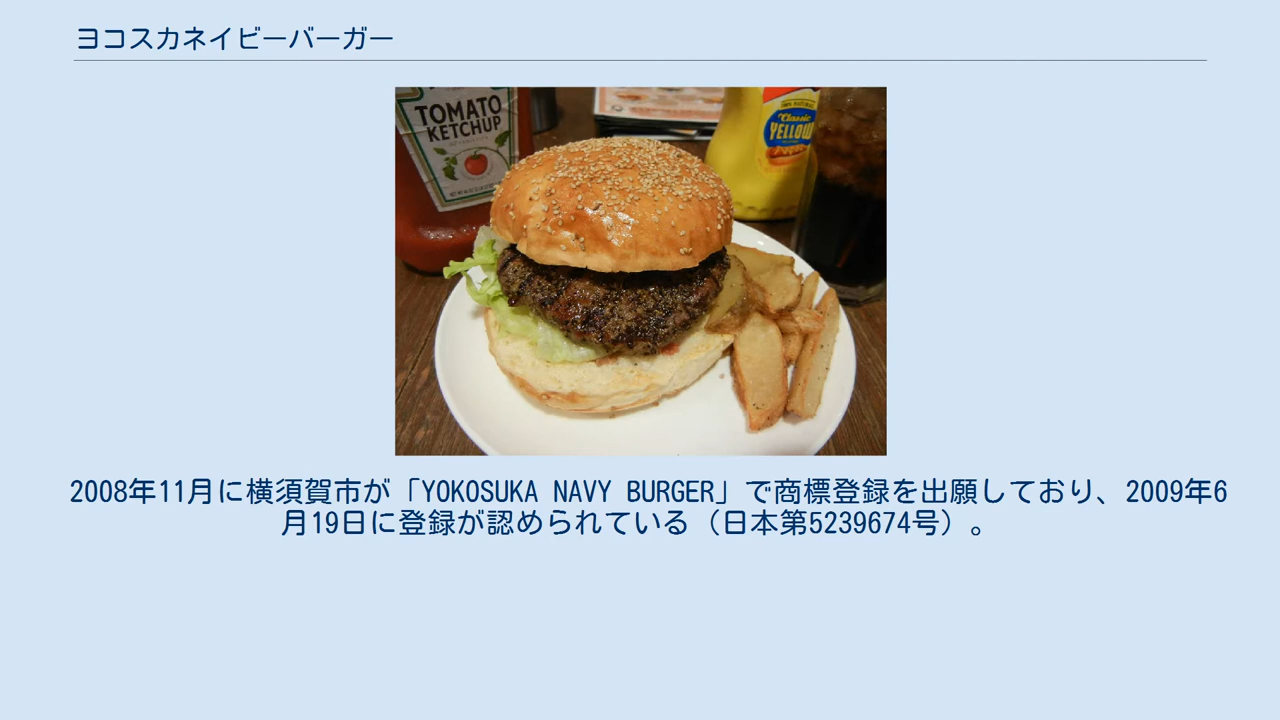 ヨコスカネイビーバーガー
TOMATO
KETCHUP
Classic
YELLOW
2008年11月に横須賀市が「YOKOSUKA NAVY BURGER」で商標登録を出願しており、2009年6
月19日に登録が認められている（日本第5239674号）。